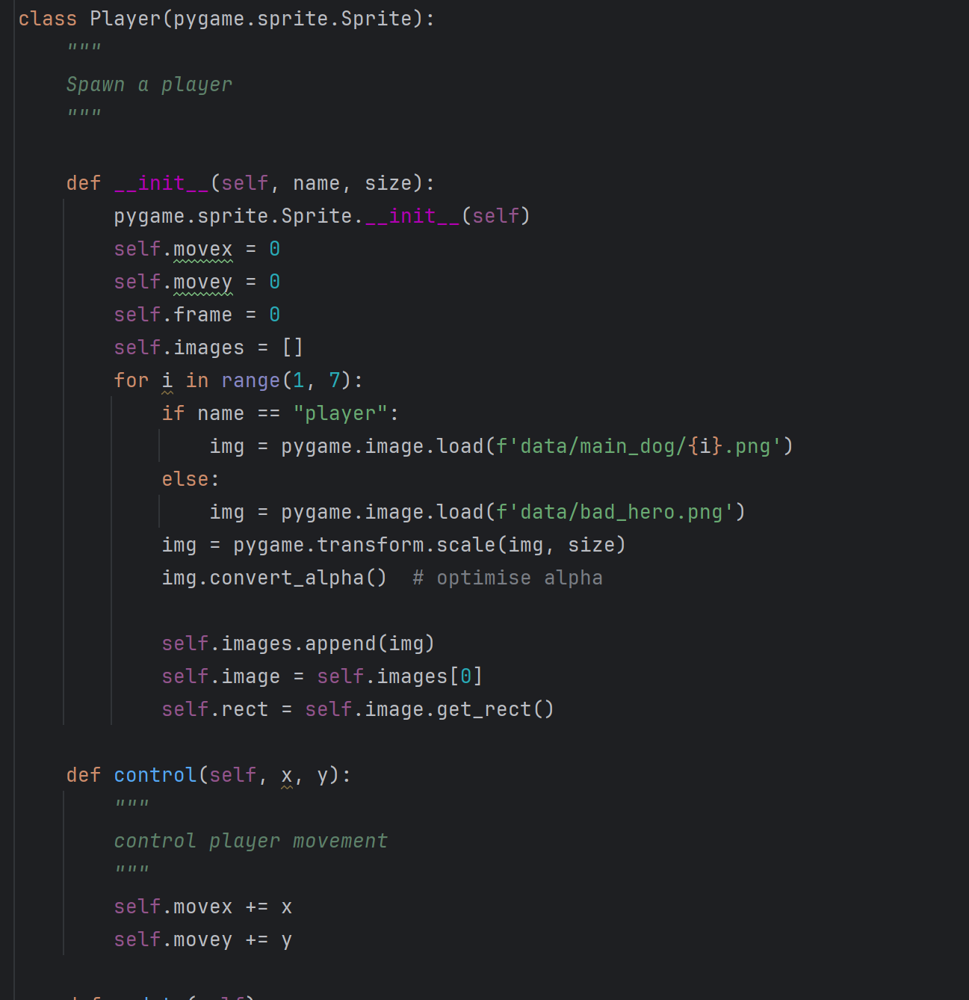 class Player(pygame.sprite.Sprite):
    """
    Spawn a player
    """

    def __init__(self, name, size):
        pygame.sprite.Sprite.__init__(self)
        self.movex = 0
        self.movey = 0
        self.frame = 0
        self.images = []
        for i in range(1, 7):
            if name == "player":
                img = pygame.image.load(f'data/main_dog/{i}.png')
            else:
                img = pygame.image.load(f'data/bad_hero.png')
            img = pygame.transform.scale(img, size)
            img.convert_alpha()  # optimise alpha

            self.images.append(img)
            self.image = self.images[0]
            self.rect = self.image.get_rect()

    def control(self, x, y):
        """
        control player movement
        """
        self.movex += x
        self.movey += y